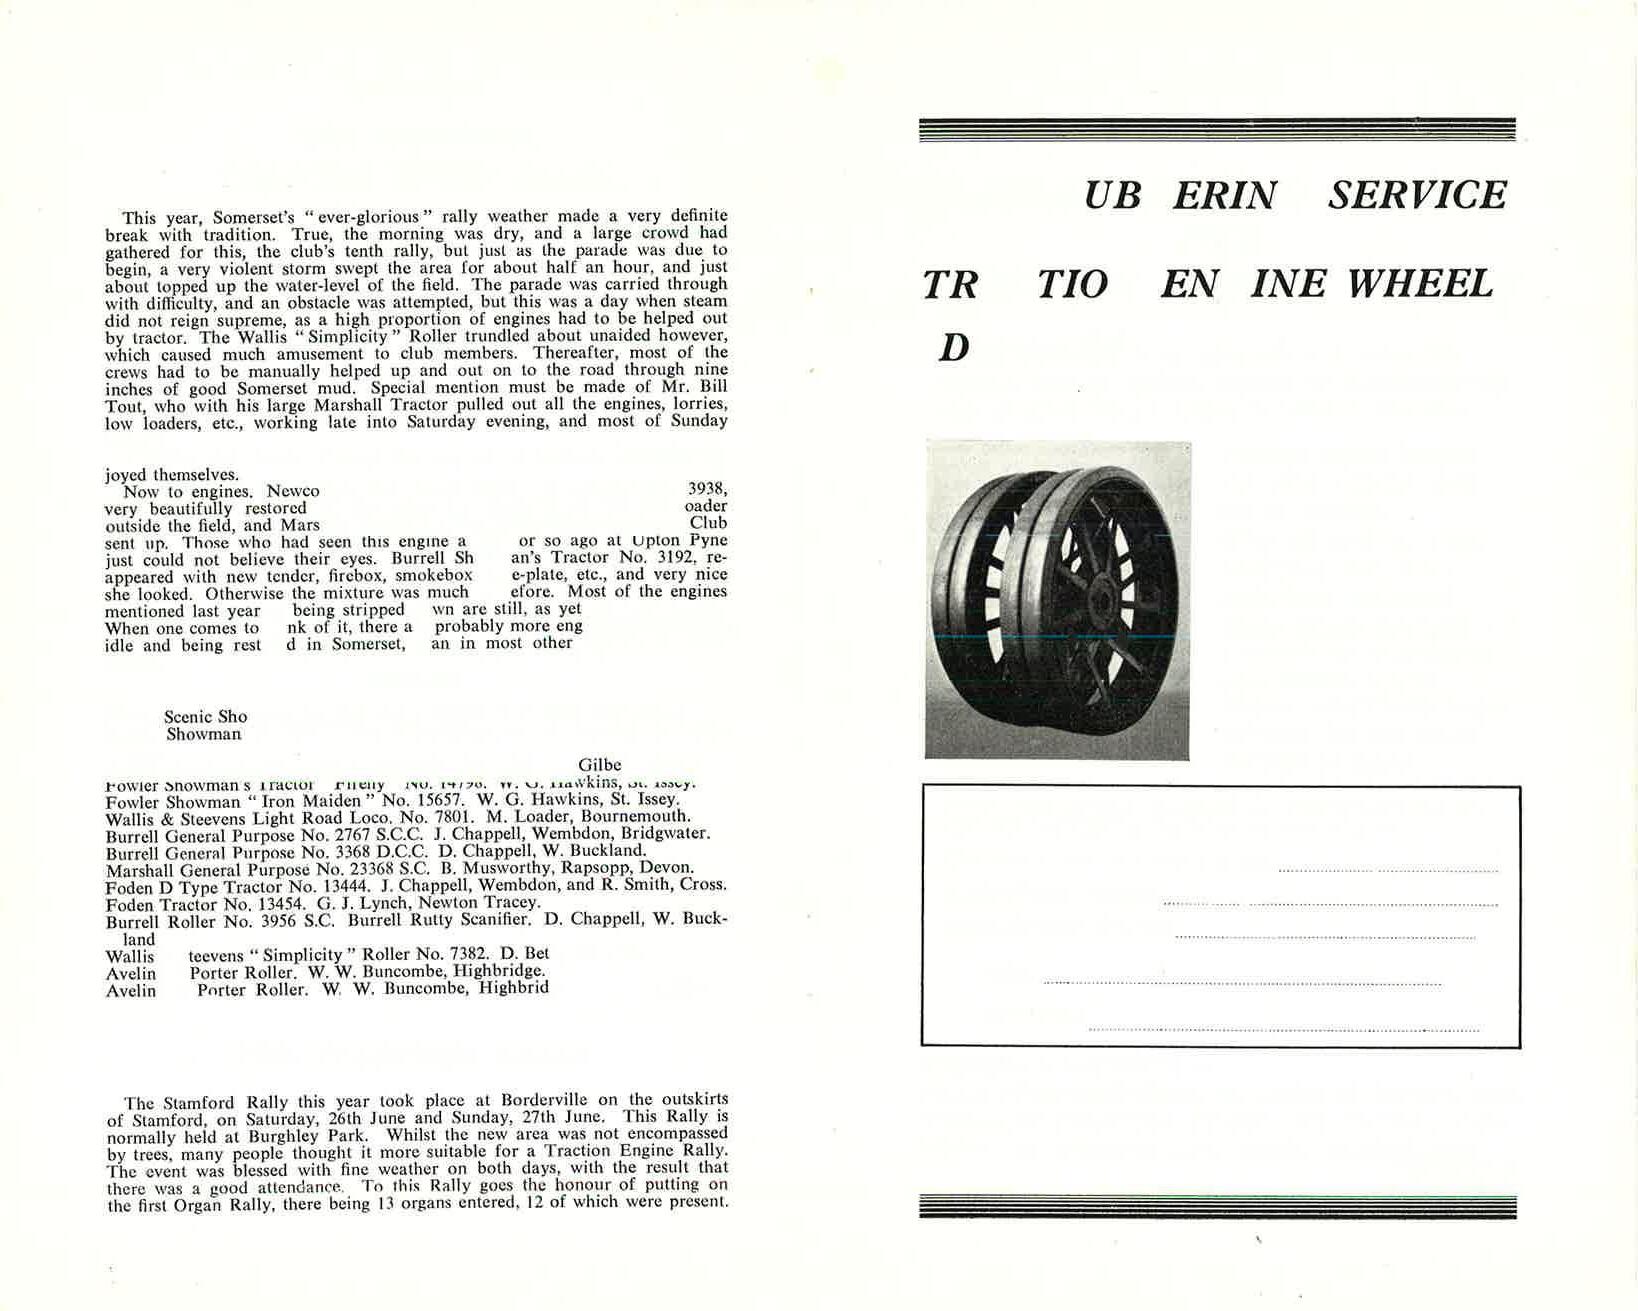 This year, Somerset's “ ever-glorious ” rally weather made a very definite
break with tradition. True, the morning was dry, and a large crowd had
gathered for this, the club's tenth rally, but just as the parade was due to
begin, a very violent storm swept the area for about half an hour, and just
about topped up the water-level of the field. The parade was carried through
with difficulty, and an obstacle was attempted, but this was a day when steam
did not reign supreme, as a high proportion of engines had to be helped out
by tractor. The Wallis “ Simplicity ” Roller trundled about unaided however,
which caused much amusement to club members. Thereafter, most of the
crews had to be manually helped up and out on to the road through nine
inches of good Somerset mud. Special mention must be made of Mr. Bill
Tout, who with his large Marshall Tractor pulled out all the engines, lorries,
low loaders, etc., working late into Saturday evening, and most of Sunday
joyed themselves.
Now to engines. Newco 3938,
very beautifully restored oader
outside the field, and Mars Club
sent up. Those who had seen this engine a or so ago at Upton Pyne
just could not believe their eyes. Burrell Sh an's Tractor No. 3192, re-
appeared with new tender, firebox, smokebox e-plate, etc., and very nice
she looked. Otherwise the mixture was much efore. Most of the engines
mentioned last year being stripped wn are still, as yet
When one comes to nk of it, there a probably more eng
idle and being rest d in Somerset, an in most other
Scenic Sho
Showman
Gilbe
Fowler Showman's Tractor
Fowler Showman “ Iron Maiden ” No. 15657. W. G. Hawkins, St. Issey.
Wallis & Steevens Light Road Loco. No. 7801. M. Loader, Bournemouth.
Burrell General Purpose No. 2767 S.C.C. J. Chappell, Wembdon, Bridgwater.
Burrell General Purpose No. 3368 D.C.C. D. Chappell, W. Buckland.
Marshall General Purpose No. 23368 S.C. B. Musworthy, Rapsopp, Devon.
Foden D Type Tractor No. 13444. J. Chappell, Wembdon, and R. Smith, Cross.
Foden Tractor No. 13454. G. J. Lynch, Newton Tracey.
Burrell Roller No. 3956 S.C. Burrell Rutty Scanifier. D. Chappell, W. Buck-
land
Wallis teevens “ Simplicity ” Roller No. 7382. D. Bet
Avelin Porter Roller. W. W. Buncombe, Highbridge.
Avelin Porter Roller. W. W. Buncombe, Highbrid
The Stamford Rally this year took place at Borderville on the outskirts
of Stamford, on Saturday, 26th June and Sunday, 27th June. This Rally is
normally held at Burghley Park. Whilst the new area was not encompassed
by trees, many people thought it more suitable for a Traction Engine Rally.
The event was blessed with fine weather on both days, with the result that
there was a good attendance. To this Rally goes the honour of putting on
the first Organ Rally, there being 13 organs entered, 12 of which were present.
UB ERIN SERVICE
TR TIO EN INE WHEEL
D